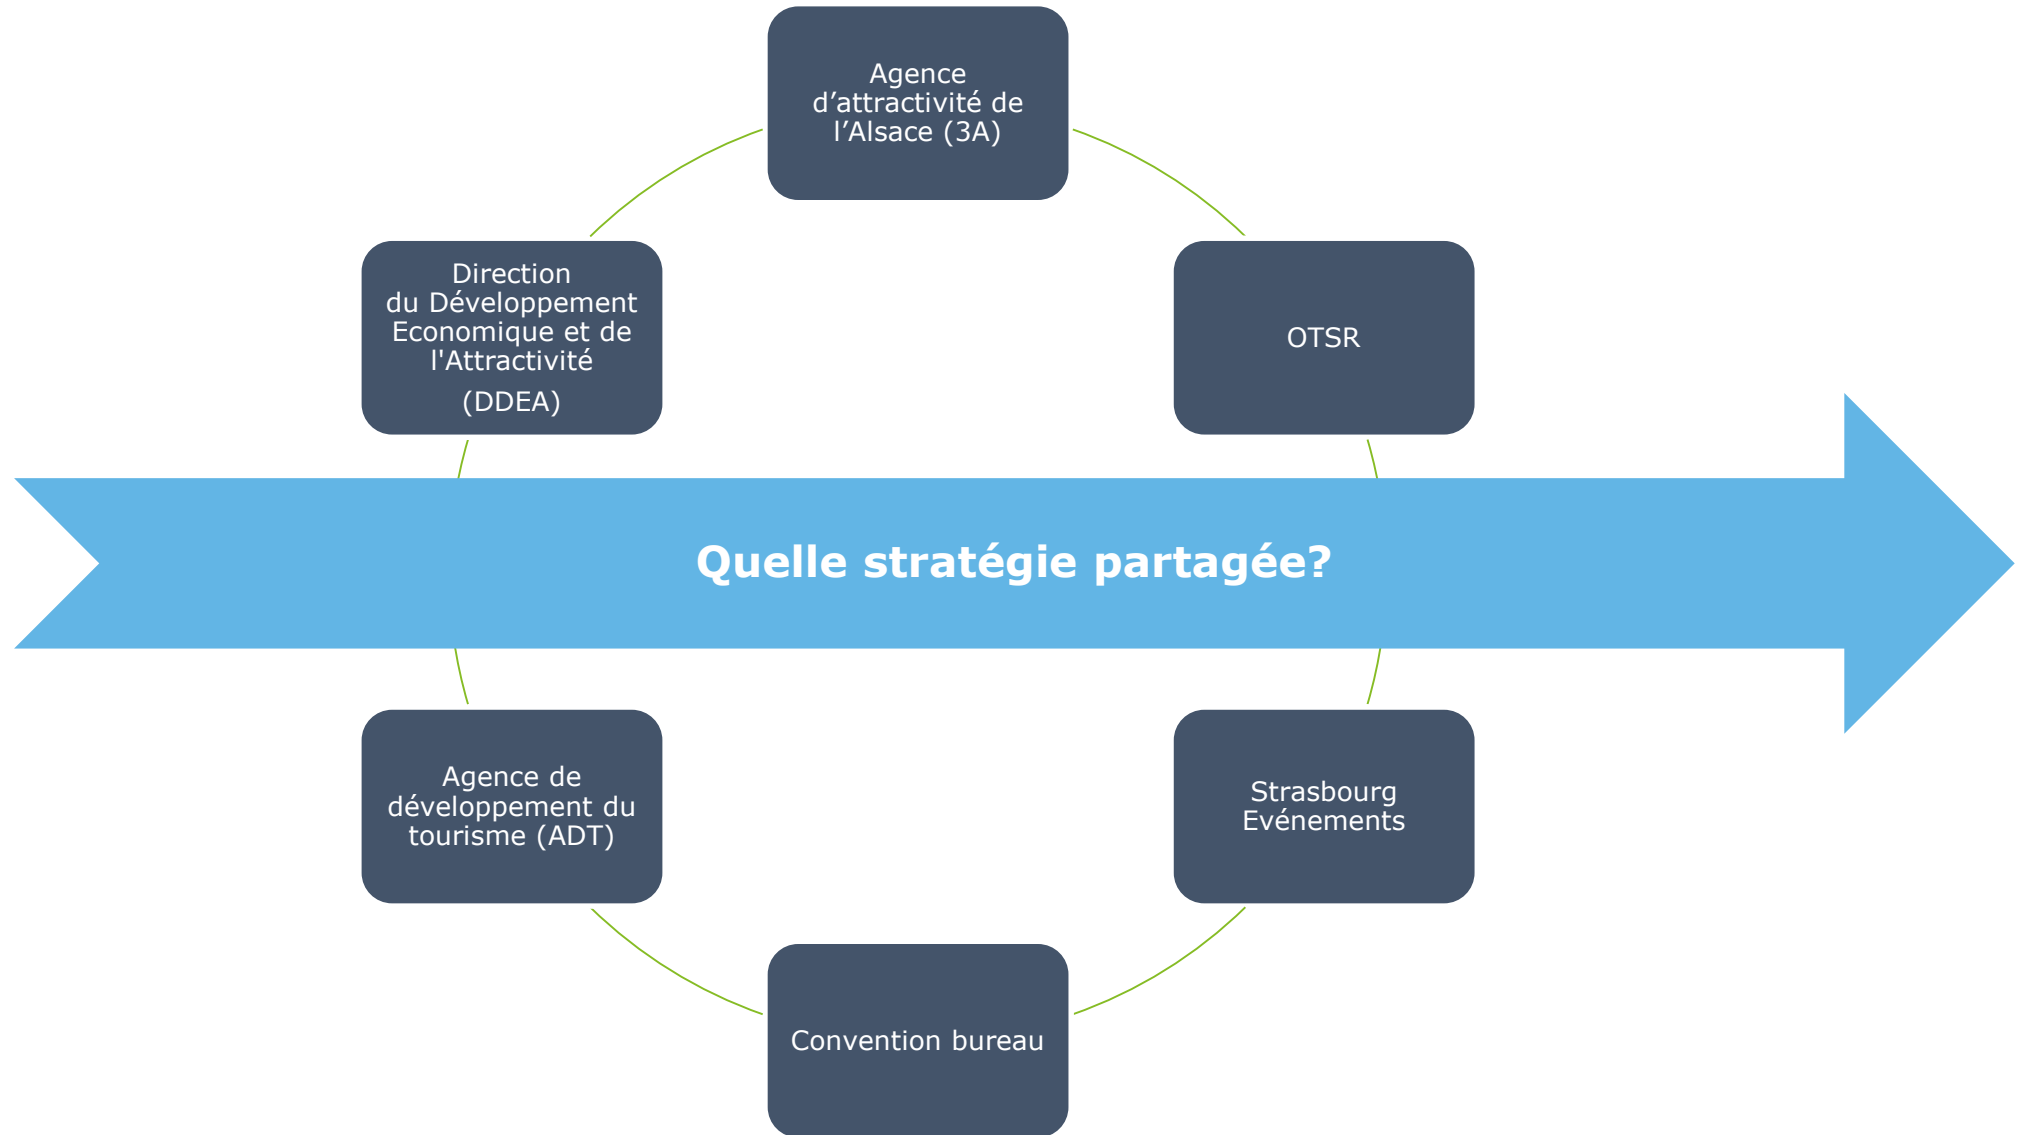 Agence
d’attractivité de
l’Alsace (3A)
Direction
du Développement
Economique et de
l'Attractivité
(DDEA)
OTSR
Quelle stratégie partagée?
Agence de
développement du
tourisme (ADT)
Strasbourg
Evénements
Convention bureau